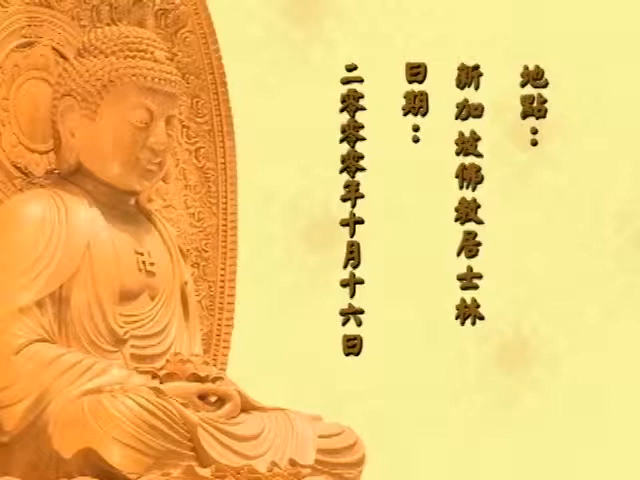 地點：
新加坡佛教居士林
日期：
二零零零年十月十六日